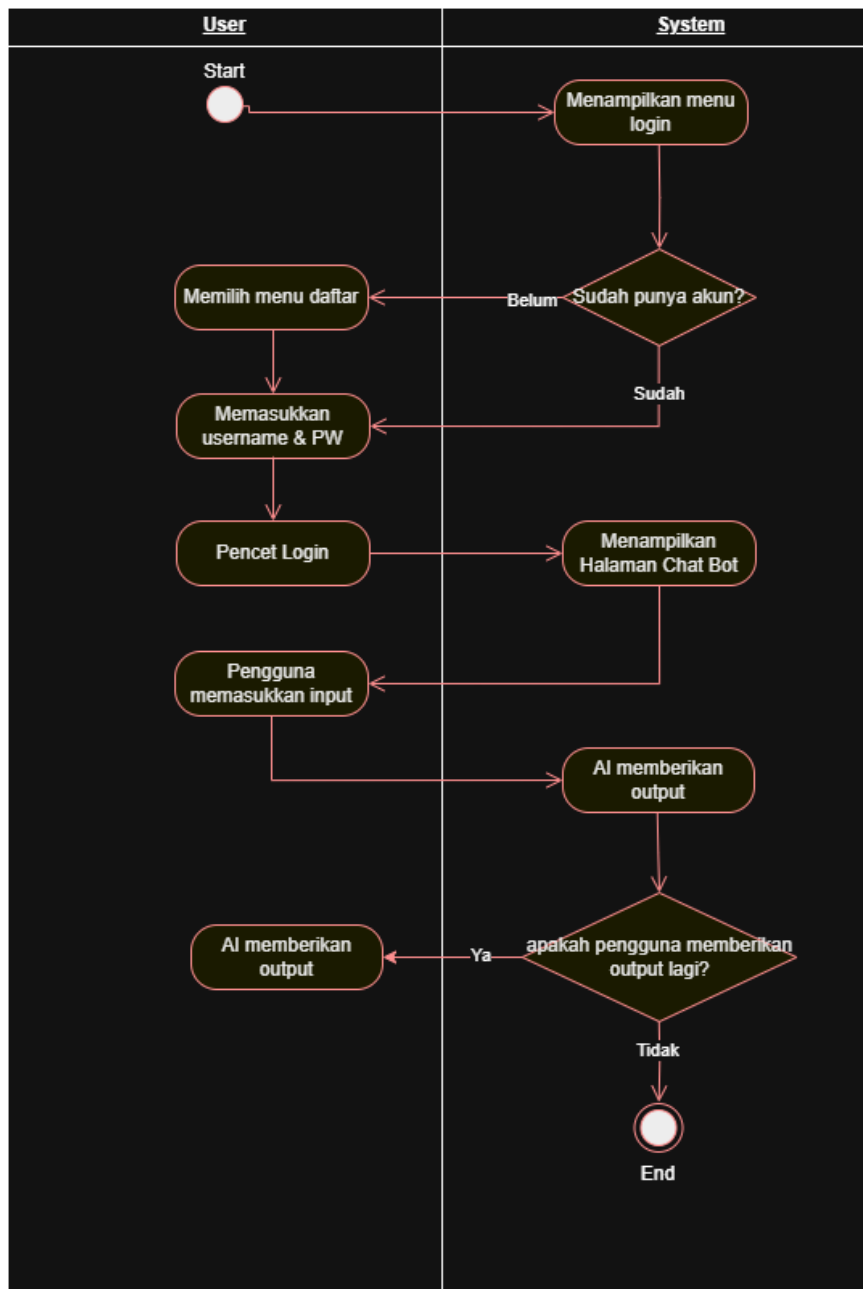 User
System
Start
Menampilkan menu
login
Sudah punya akun?
Belum
Memilih menu daftar
Sudah
Memasukkan
username & PW
Pencet Login
Menampilkan
Halaman Chat Bot
Pengguna
memasukkan input
AI memberikan
output
apakah pengguna memberikan
output lagi?
Ya
AI memberikan
output
Tidak
End